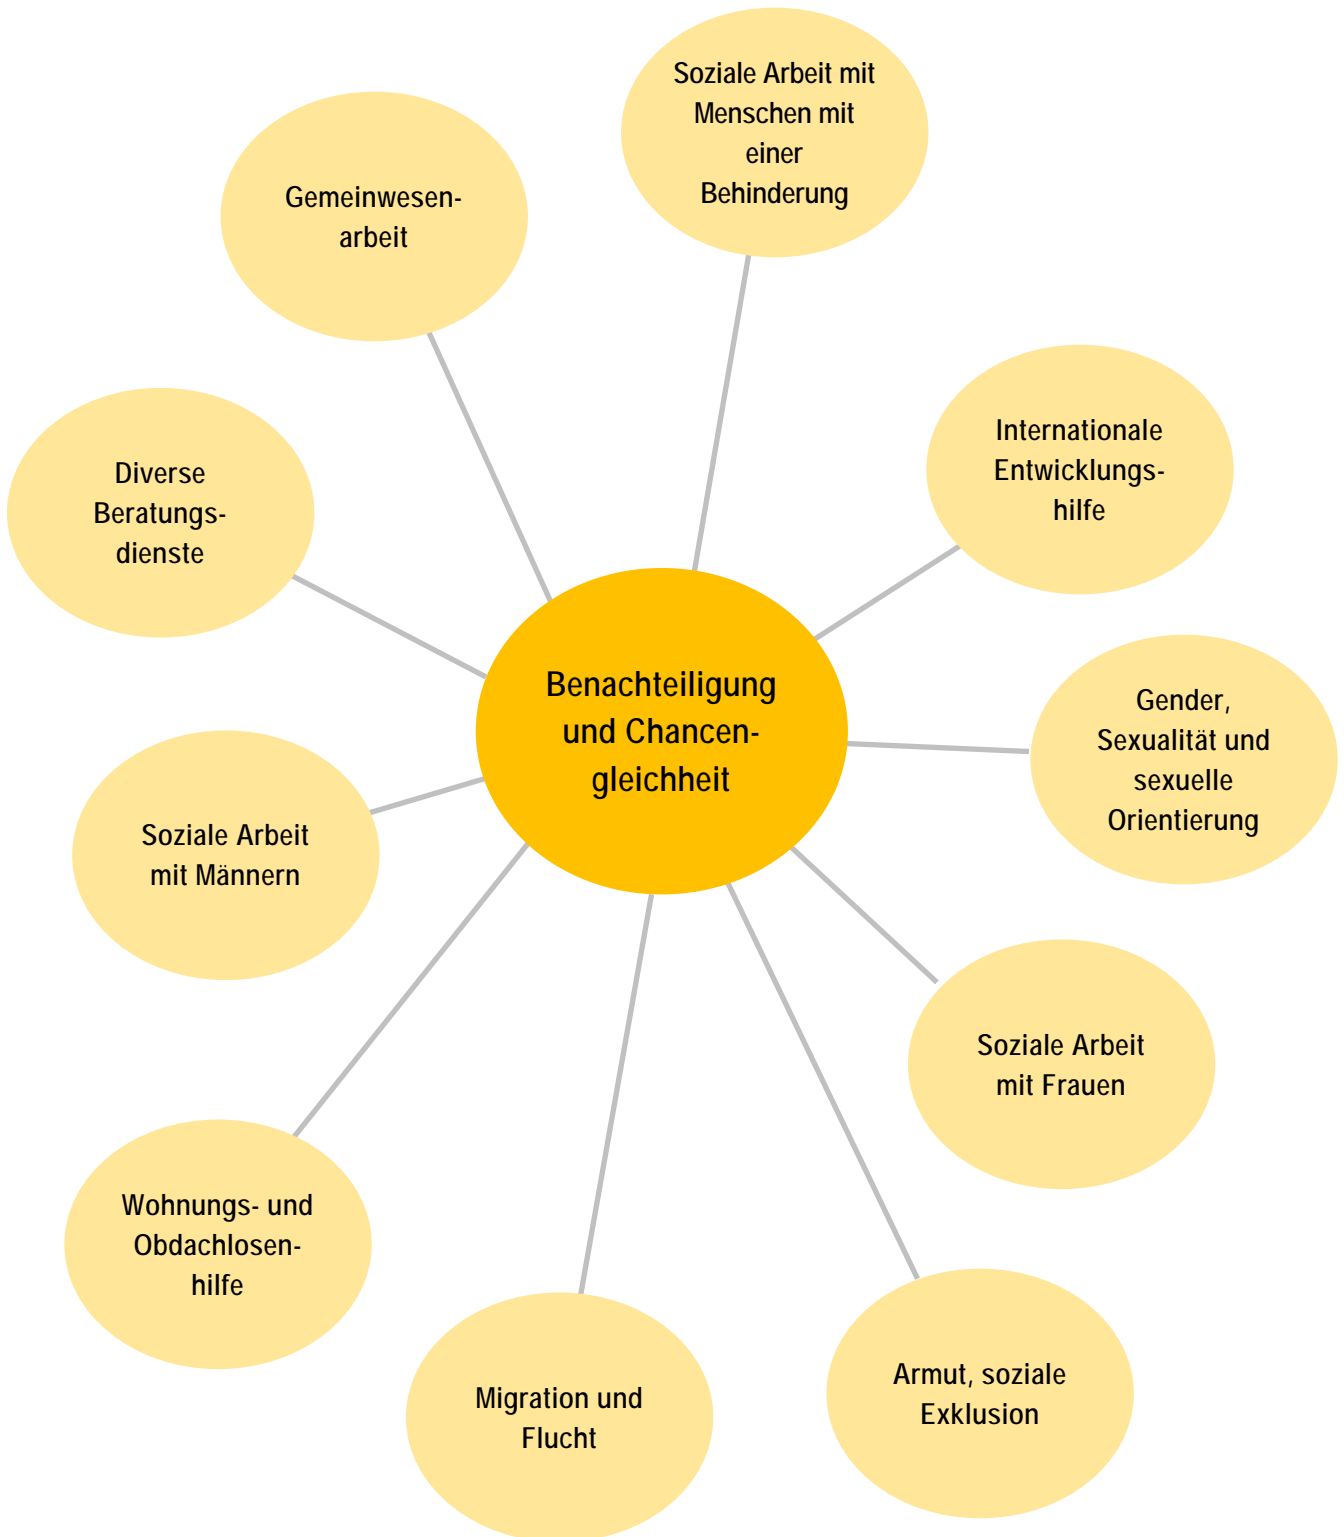 Soziale Arbeit mit
Menschen mit
einer
Behinderung
Gemeinwesen-
arbeit
Internationale
Entwicklungs-
hilfe
Diverse
Beratungs-
dienste
Benachteiligung
und Chancen-
gleichheit
Gender,
Sexualität und
sexuelle
Orientierung
Soziale Arbeit
mit Männern
Soziale Arbeit
mit Frauen
Wohnungs- und
Obdachlosen-
hilfe
Armut, soziale
Exklusion
Migration und
Flucht